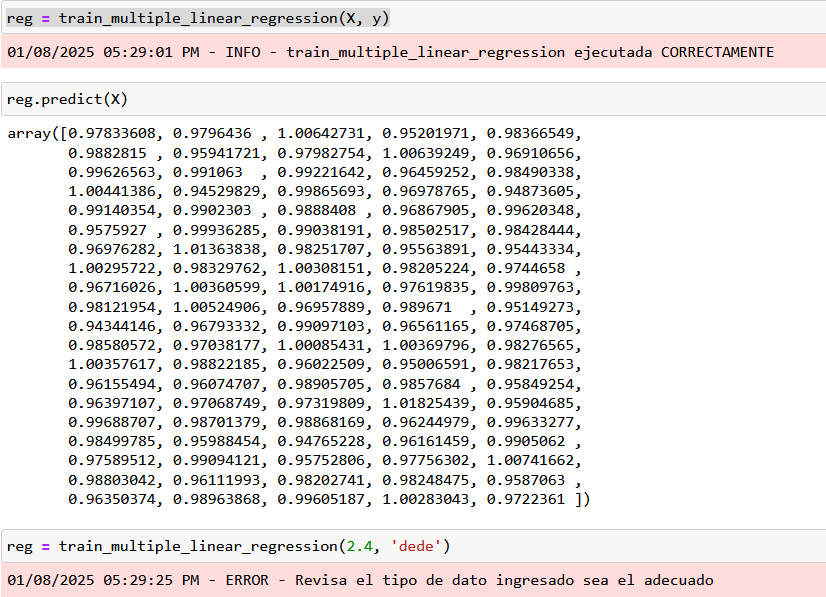 reg = train_multiple_linear_regression(X, y)
01/08/2025 05:29:01 PM - INFO - train_multiple_linear_regression ejecutada CORRECTAMENTE
reg.predict(X)
array([0.97833608, 0.9796436 , 1.00642731, 0.95201971, 0.98366549,
0.9882815 , 0.95941721, 0.97982754, 1.00639249, 0.96910656,
0.99626563, 0.991063  , 0.99221642, 0.96459252, 0.98490338,
1.00441386, 0.94529829, 0.99865693, 0.96978765, 0.94873605,
0.99140354, 0.9902303 , 0.9888408 , 0.96867905, 0.99620348,
0.9575927 , 0.99936285, 0.99038191, 0.98502517, 0.98428444,
0.96976282, 1.01363838, 0.98251707, 0.95563891, 0.95443334,
1.00295722, 0.98329762, 1.00308151, 0.98205224, 0.9744658 ,
0.96716026, 1.00360599, 1.00174916, 0.97619835, 0.99809763,
0.98121954, 1.00524906, 0.96957889, 0.989671  , 0.95149273,
0.94344146, 0.96793332, 0.99097103, 0.96561165, 0.97468705,
0.98580572, 0.97038177, 1.00085431, 1.00369796, 0.98276565,
1.00357617, 0.98822185, 0.96022509, 0.95006591, 0.98217653,
0.96155494, 0.96074707, 0.98905705, 0.9857684 , 0.95849254,
0.96397107, 0.97068749, 0.97319809, 1.01825439, 0.95904685,
0.99688707, 0.98701379, 0.98868169, 0.96244979, 0.99633277,
0.98499785, 0.95988454, 0.94765228, 0.96161459, 0.9905062 ,
0.97589512, 0.99094121, 0.95752806, 0.97756302, 1.00741662,
0.98803042, 0.96111993, 0.98202741, 0.98248475, 0.9587063 ,
0.96350374, 0.98963868, 0.99605187, 1.00283043, 0.9722361 ])
reg = train_multiple_linear_regression(2.4, 'dede')
01/08/2025 05:29:25 PM - ERROR - Revisa el tipo de dato ingresado sea el adecuado